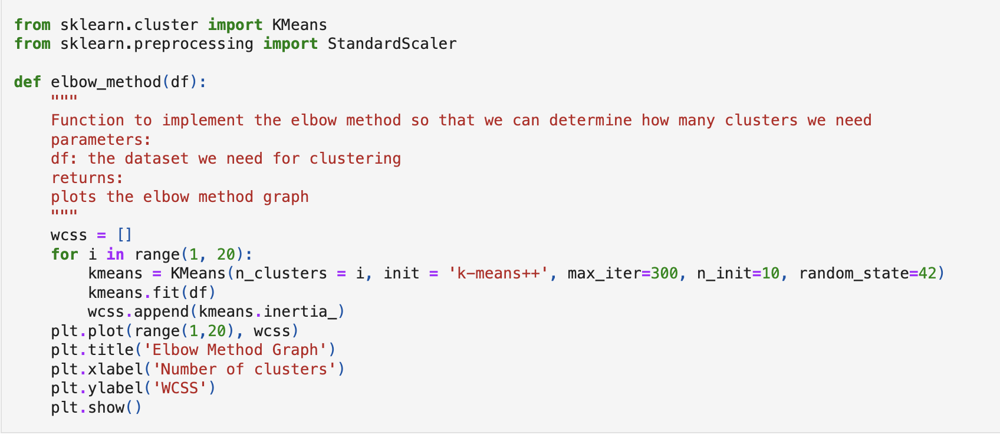 from sklearn.cluster import KMeans
from sklearn.preprocessing import StandardScaler

def elbow_method(df):
    """
    Function to implement the elbow method so that we can determine how many clusters we need
    parameters:
    df: the dataset we need for clustering
    returns:
    plots the elbow method graph
    """
    wcss = []
    for i in range(1, 20):
        kmeans = KMeans(n_clusters = i, init = 'k-means++', max_iter=300, n_init=10, random_state=42)
        kmeans.fit(df)
        wcss.append(kmeans.inertia_)
    plt.plot(range(1,20), wcss)
    plt.title('Elbow Method Graph')
    plt.xlabel('Number of clusters')
    plt.ylabel('WCSS')
    plt.show()